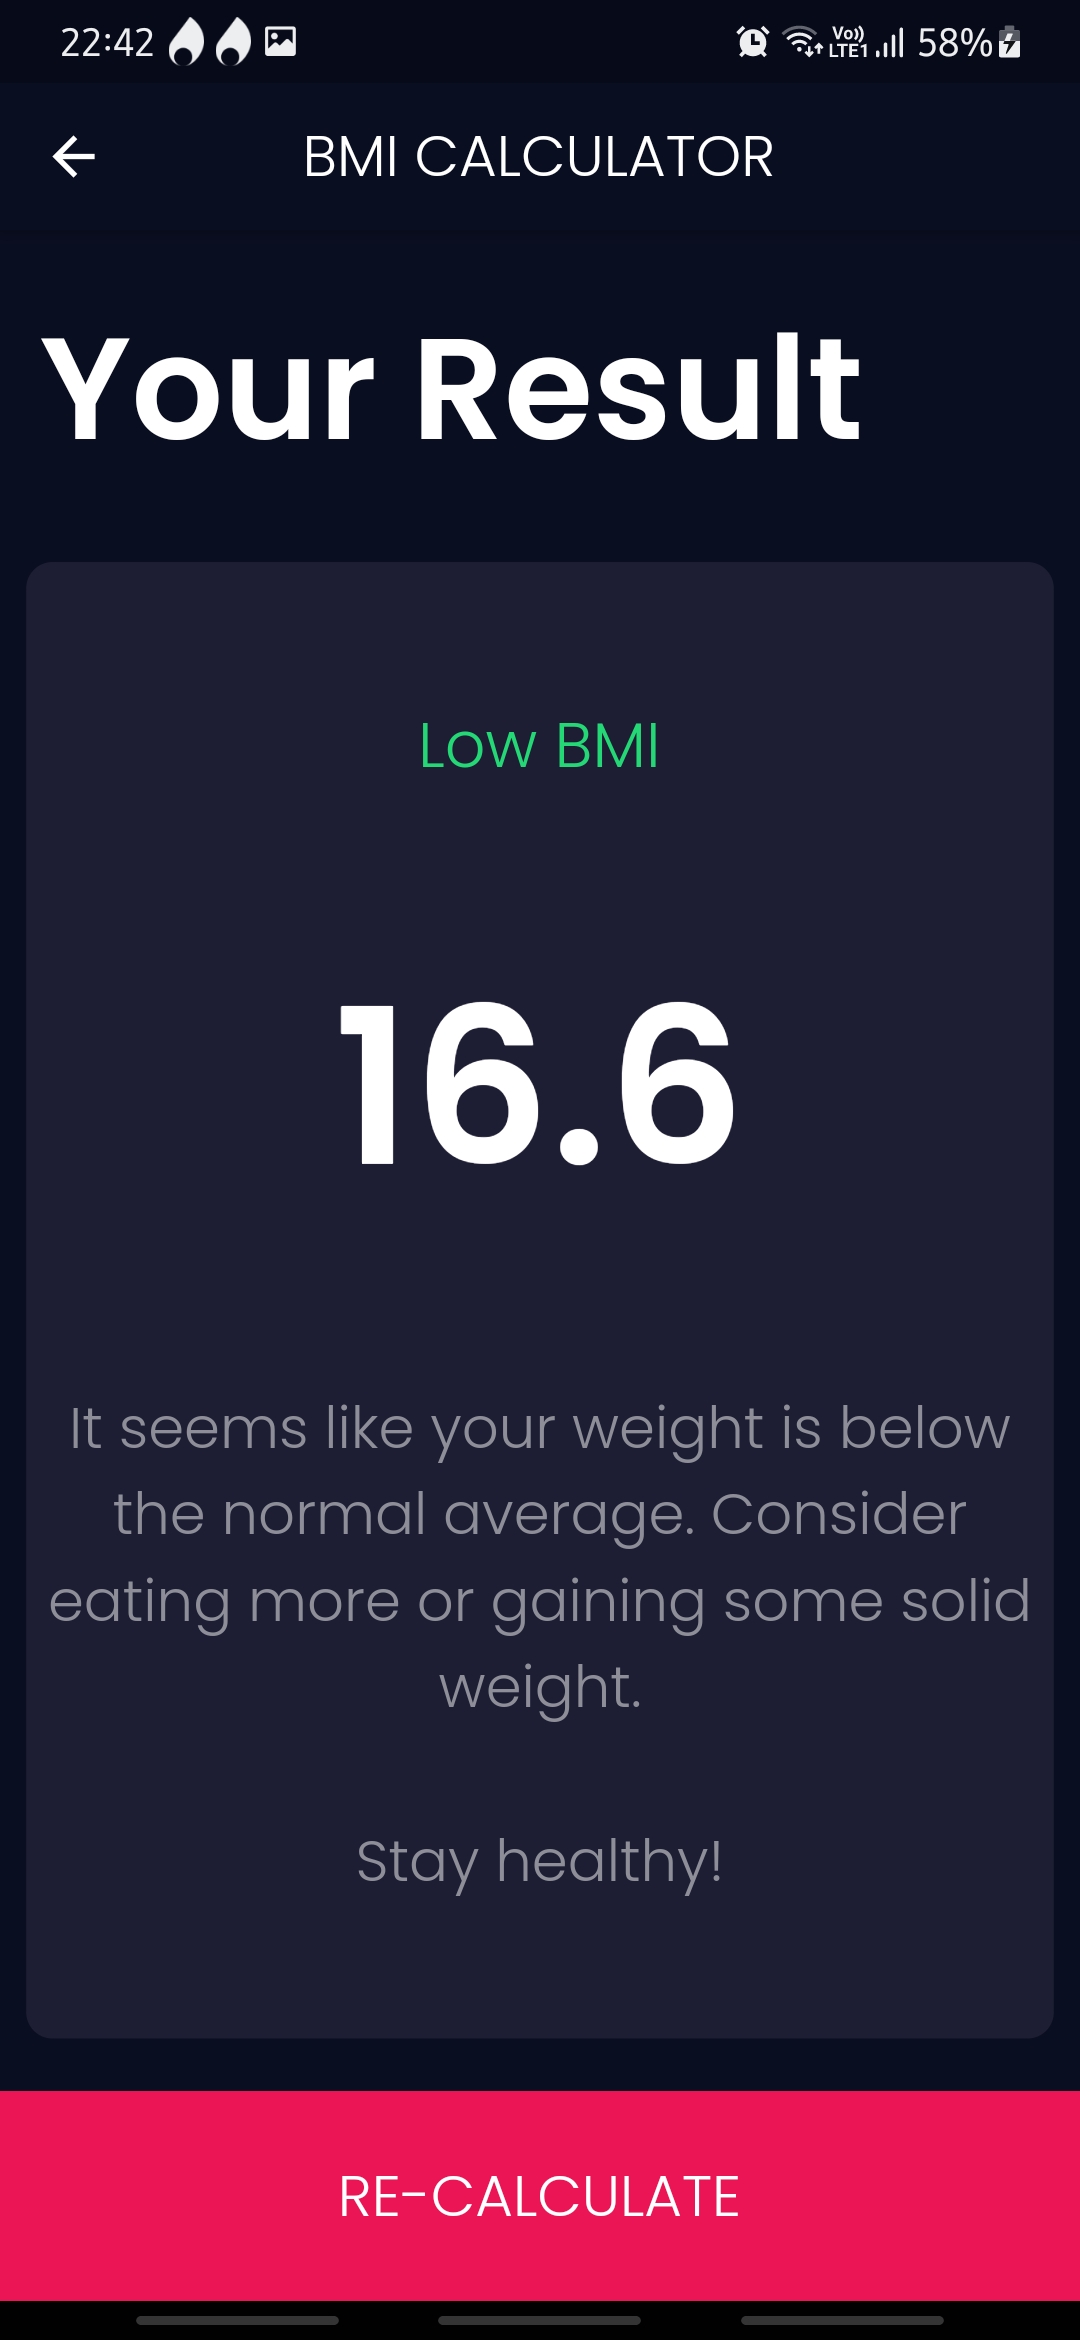 22:42 Vo)) LTE1 58%
BMI CALCULATOR
Your Result
Low BMI
16.6
It seems like your weight is below
the normal average. Consider
eating more or gaining some solid
weight.
Stay healthy!
RE-CALCULATE